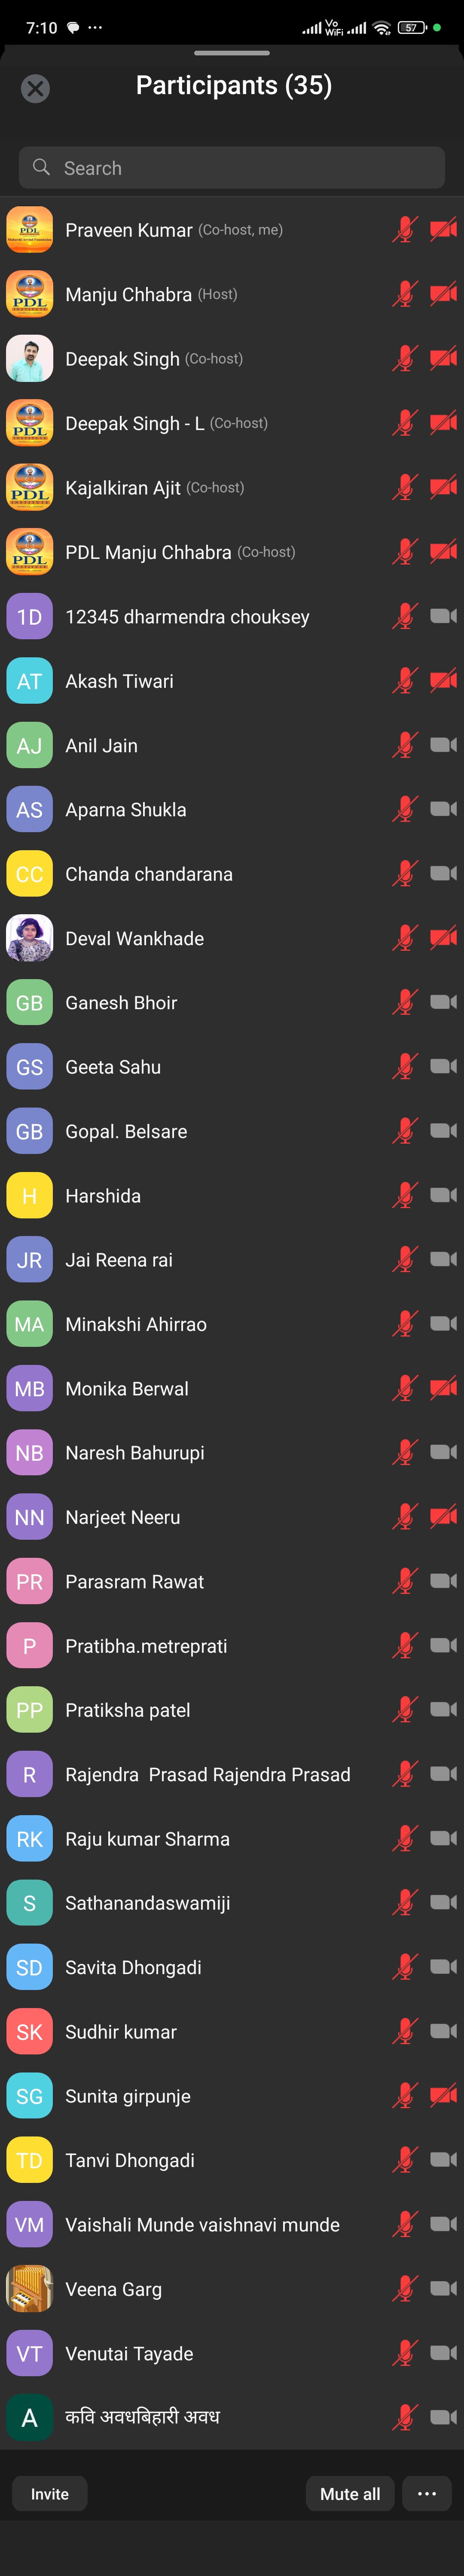 7:10
Vo
WiFi
57
Participants (35)
Search
PDL
Praveen Kumar (Co-host, me)
PDL
Manju Chhabra (Host)
Deepak Singh (Co-host)
PDL
Deepak Singh - L (Co-host)
PDL
Kajalkiran Ajit (Co-host)
PDL
PDL Manju Chhabra (Co-host)
1D 12345 dharmendra chouksey
AT Akash Tiwari
AJ Anil Jain
AS Aparna Shukla
CC Chanda chandarana
Deval Wankhade
GB Ganesh Bhoir
GS Geeta Sahu
GB Gopal. Belsare
H Harshida
JR Jai Reena rai
MA Minakshi Ahirrao
MB Monika Berwal
NB Naresh Bahurupi
NN Narjeet Neeru
PR Parasram Rawat
P Pratibha.metreprati
PP Pratiksha patel
R Rajendra  Prasad Rajendra Prasad
RK Raju kumar Sharma
S Sathanandaswamiji
SD Savita Dhongadi
SK Sudhir kumar
SG Sunita girpunje
TD Tanvi Dhongadi
VM Vaishali Munde vaishnavi munde
Veena Garg
VT Venutai Tayade
A कवि अवधबिहारी अवध
Invite
Mute all